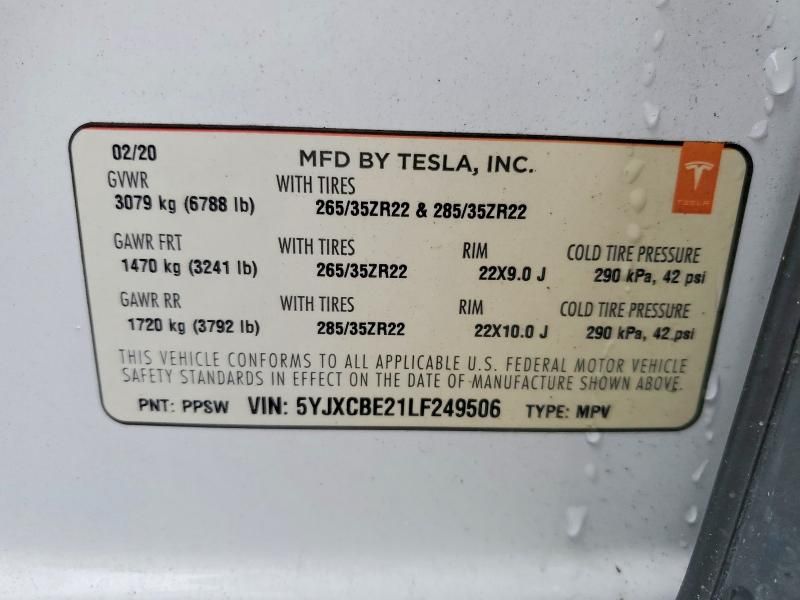 02/20 MFD BY TESLA, INC.
TESLA
GVWR WITH TIRES
3079 kg (6788 lb) 265/35ZR22 & 285/35ZR22
GAWR FRT WITH TIRES RIM COLD TIRE PRESSURE
1470 kg (3241 lb) 265/35ZR22 22X9.0 J 290 kPa, 42 psi
GAWR RR WITH TIRES RIM COLD TIRE PRESSURE
1720 kg (3792 lb) 285/35ZR22 22X10.0 J 290 kPa, 42 psi
THIS VEHICLE CONFORMS TO ALL APPLICABLE U.S. FEDERAL MOTOR VEHICLE
SAFETY STANDARDS IN EFFECT ON THE DATE OF MANUFACTURE SHOWN ABOVE.
PNT: PPSW VIN: 5YJXCBE21LF249506 TYPE: MPV